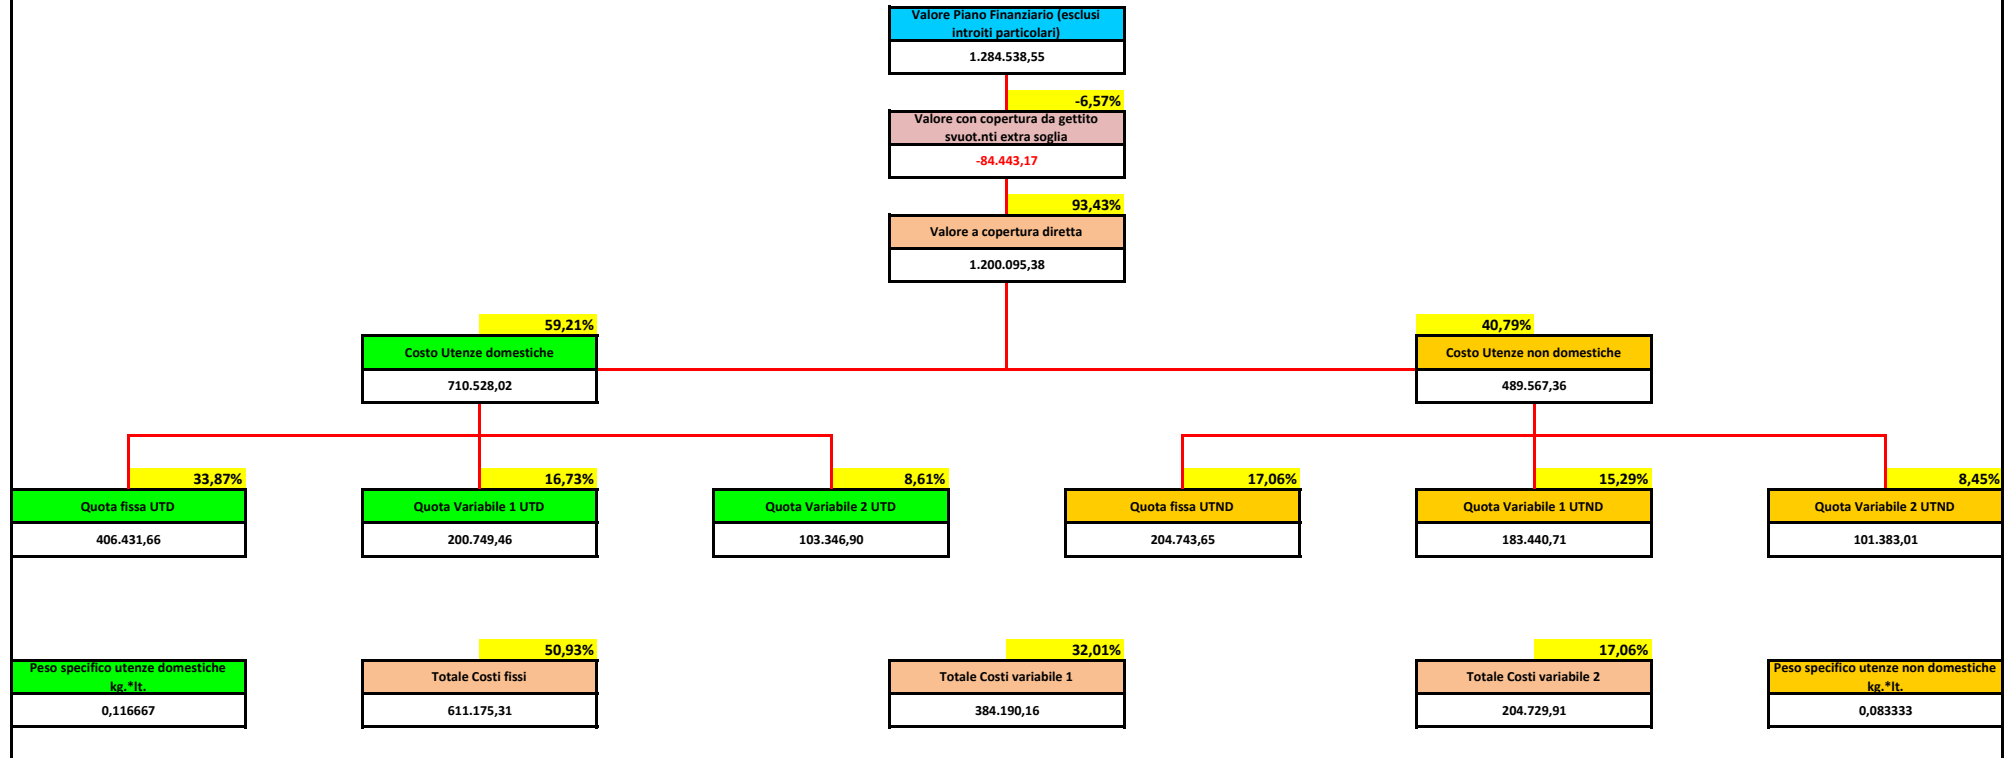 Valore Piano Finanziario (esclusi
introiti particolari)
1.284.538,55
-6,57%
Valore con copertura da gettito
svuot.nti extra soglia
-84.443,17
93,43%
Valore a copertura diretta
1.200.095,38
59,21%
40,79%
Costo Utenze domestiche
Costo Utenze non domestiche
710.528,02
489.567,36
33,87%
16,73%
8,61%
17,06%
15,29%
8,45%
Quota fissa UTD
Quota Variabile 1 UTD
Quota Variabile 2 UTD
Quota fissa UTND
Quota Variabile 1 UTND
Quota Variabile 2 UTND
406.431,66
200.749,46
103.346,90
204.743,65
183.440,71
101.383,01
50,93%
32,01%
17,06%
Peso specifico utenze domestiche
kg.*lt.
Totale Costi fissi
Totale Costi variabile 1
Totale Costi variabile 2
Peso specifico utenze non domestiche
kg.*lt.
0,116667
611.175,31
384.190,16
204.729,91
0,083333